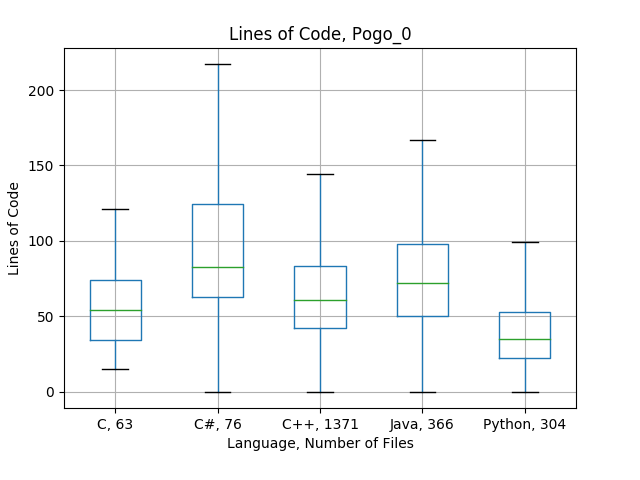 Lines of Code, Pogo_0
Lines of Code
200
150
100
50
0
C, 63 C#, 76 C++, 1371 Java, 366 Python, 304
Language, Number of Files